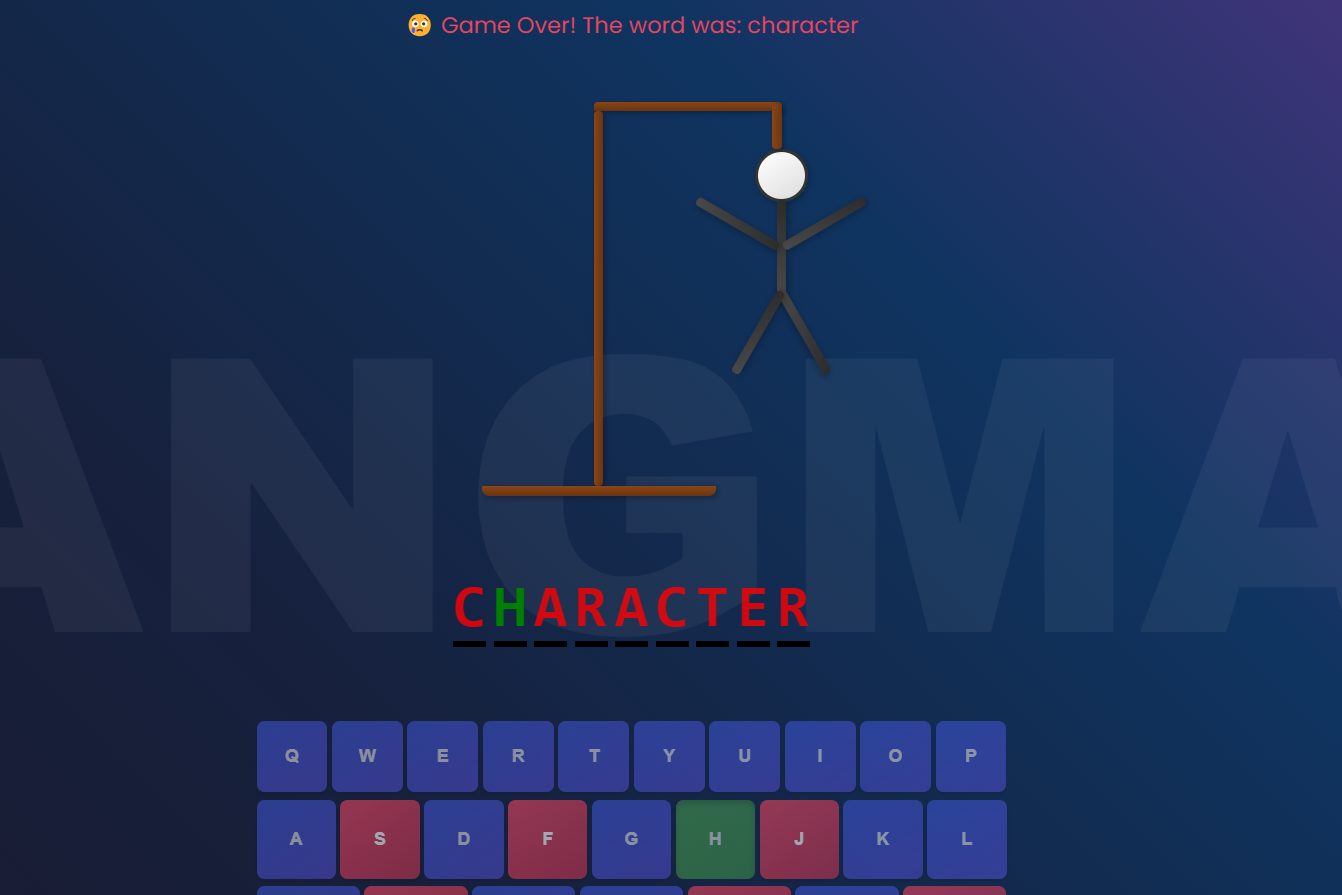 😰 Game Over! The word was: character
ANGMA
CHARACTER
Q W E R T Y U I O P
A S D F G H J K L